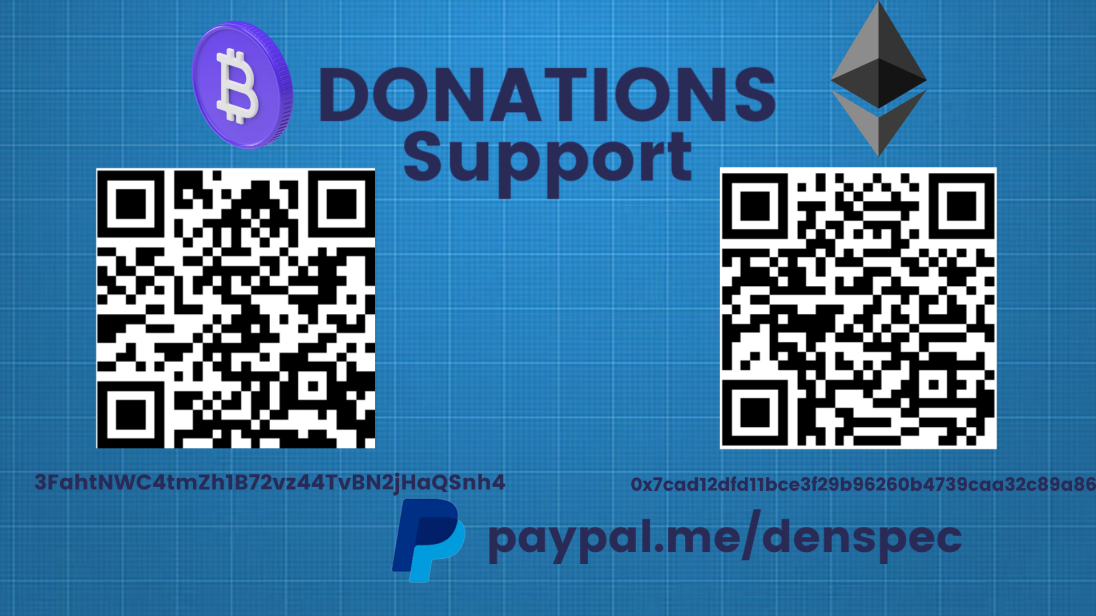 DONATIONS
Support
3FahtNWC4tmZh1B72vz44TvBN2jHaQSnh4
0x7cad12dfd11bce3f29b96260b4739caa32c89a86
paypal.me/denspec